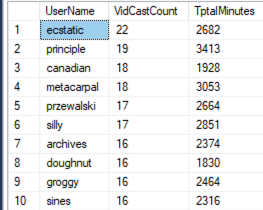 UserName VidCastCount TptalMinutes
1 ecstatic 22 2682
2 principle 19 3413
3 canadian 18 1928
4 metacarpal 18 3053
5 przewalski 17 2664
6 silly 17 2851
7 archives 16 2374
8 doughnut 16 1830
9 groggy 16 2464
10 sines 16 2316